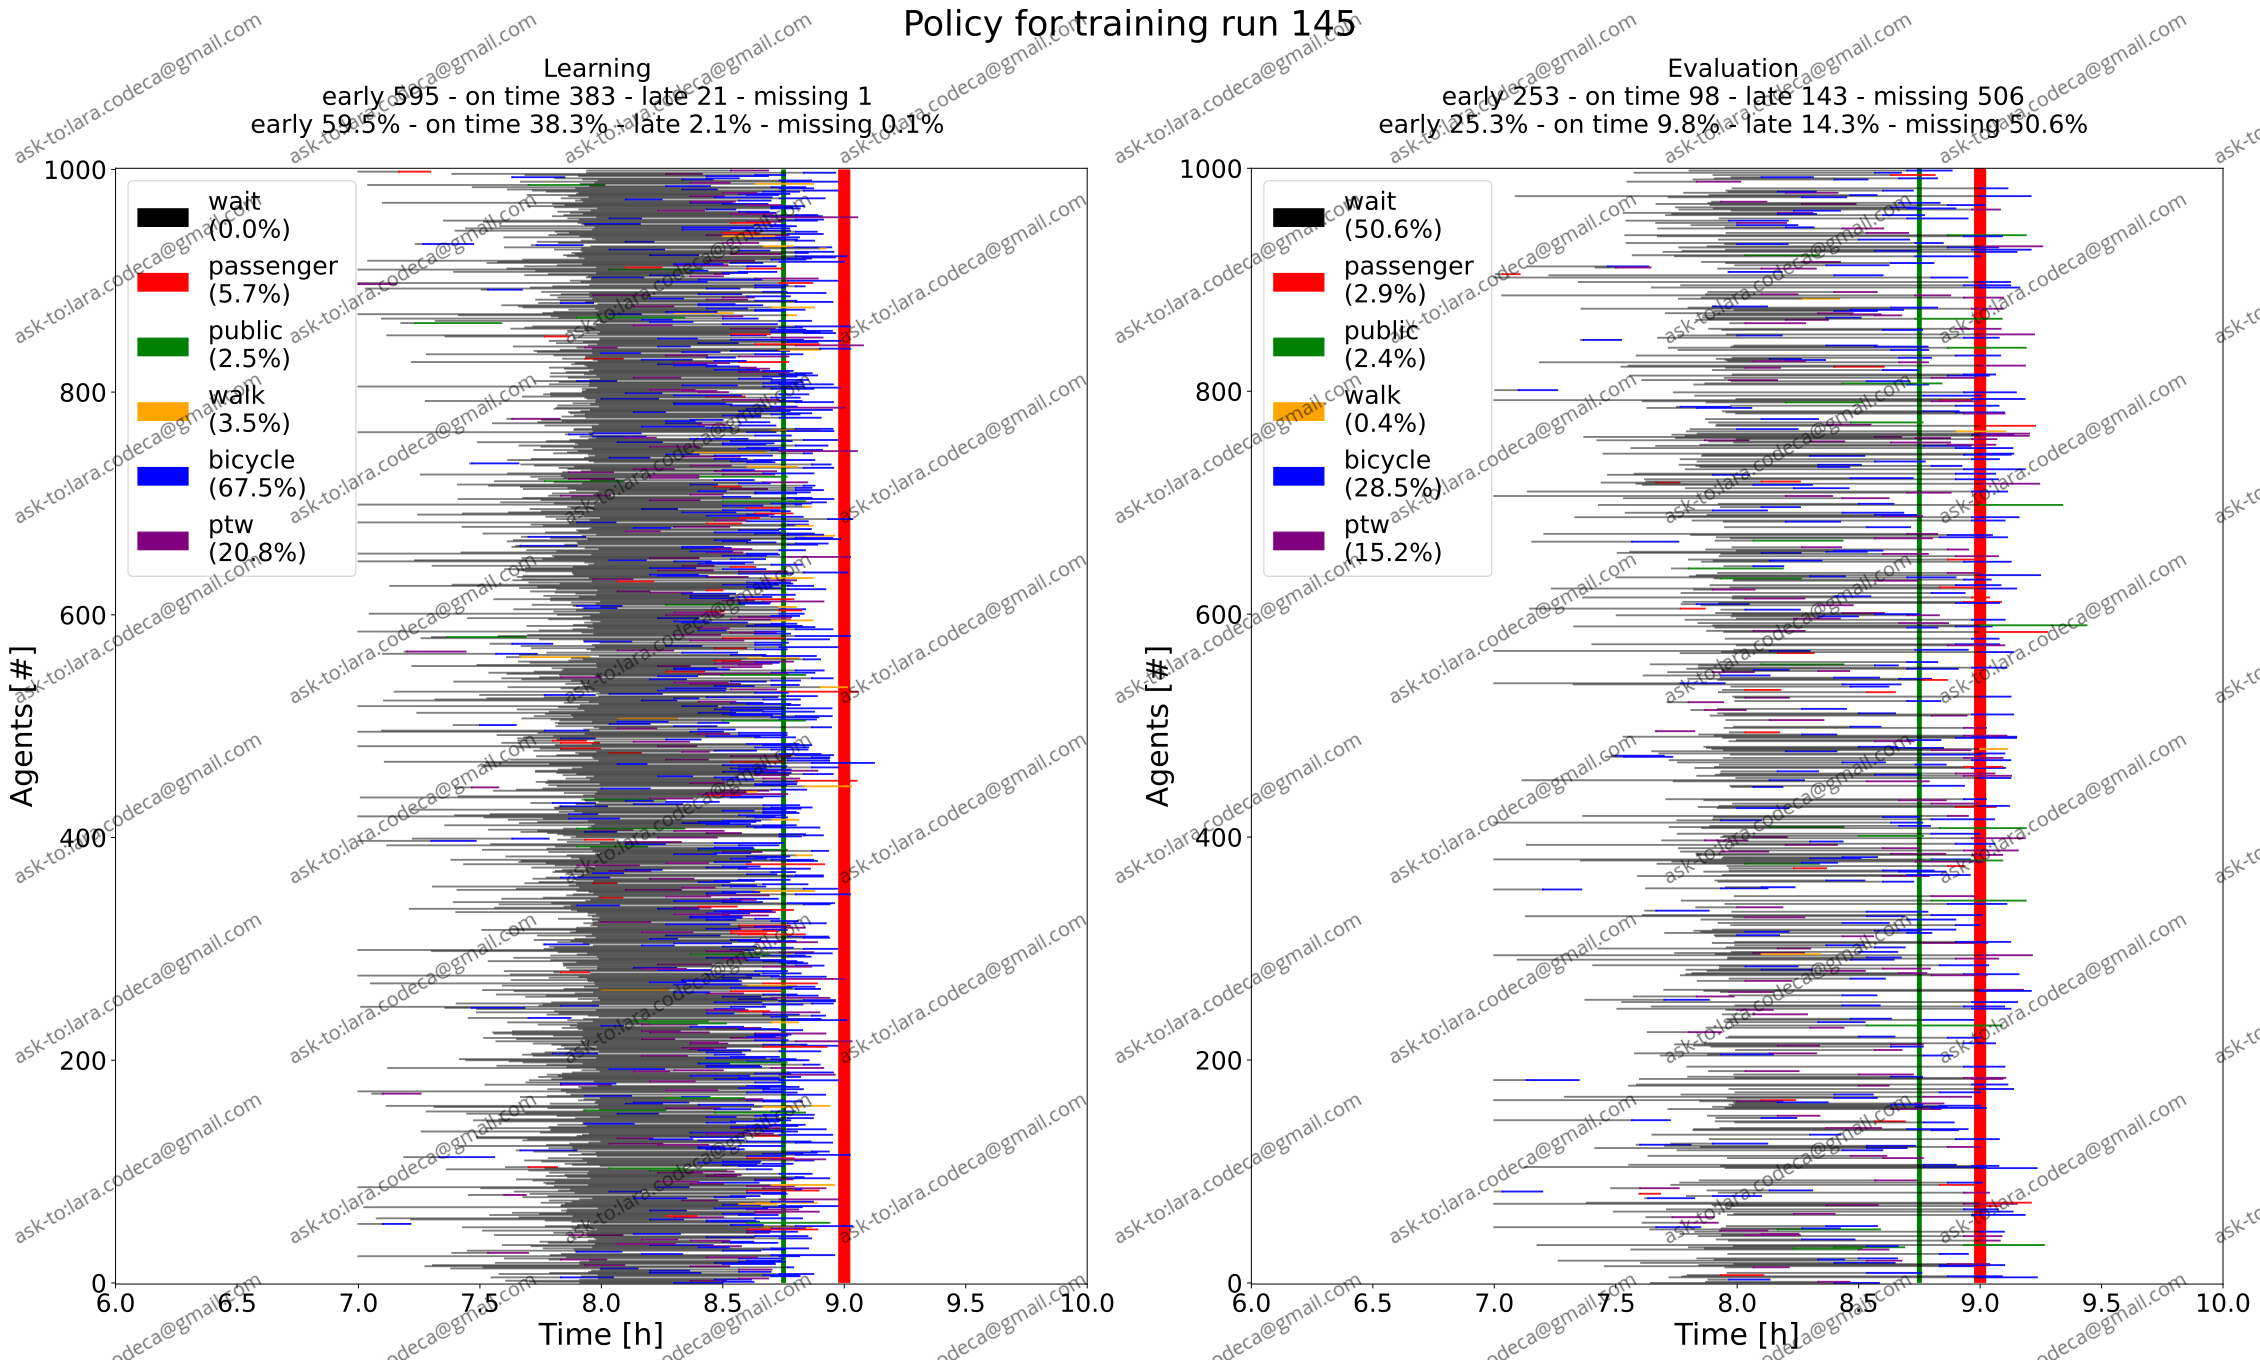 Policy for training run 145
Learning
early 595 - on time 383 - late 21 - missing 1
early 59.5% - on time 38.3% - late 2.1% - missing 0.1%
1000
800
600
400
200
0
Agents [#]
wait
(0.0%)
passenger
(5.7%)
public
(2.5%)
walk
(3.5%)
bicycle
(67.5%)
ptw
(20.8%)
6.0 6.5 7.0 7.5 8.0 8.5 9.0 9.5 10.0
Time [h]
Evaluation
early 253 - on time 98 - late 143 - missing 506
early 25.3% - on time 9.8% - late 14.3% - missing 50.6%
1000
800
600
400
200
0
Agents [#]
wait
(50.6%)
passenger
(2.9%)
public
(2.4%)
walk
(0.4%)
bicycle
(28.5%)
ptw
(15.2%)
6.0 6.5 7.0 7.5 8.0 8.5 9.0 9.5 10.0
Time [h]
ask-to:lara.codeca@gmail.com